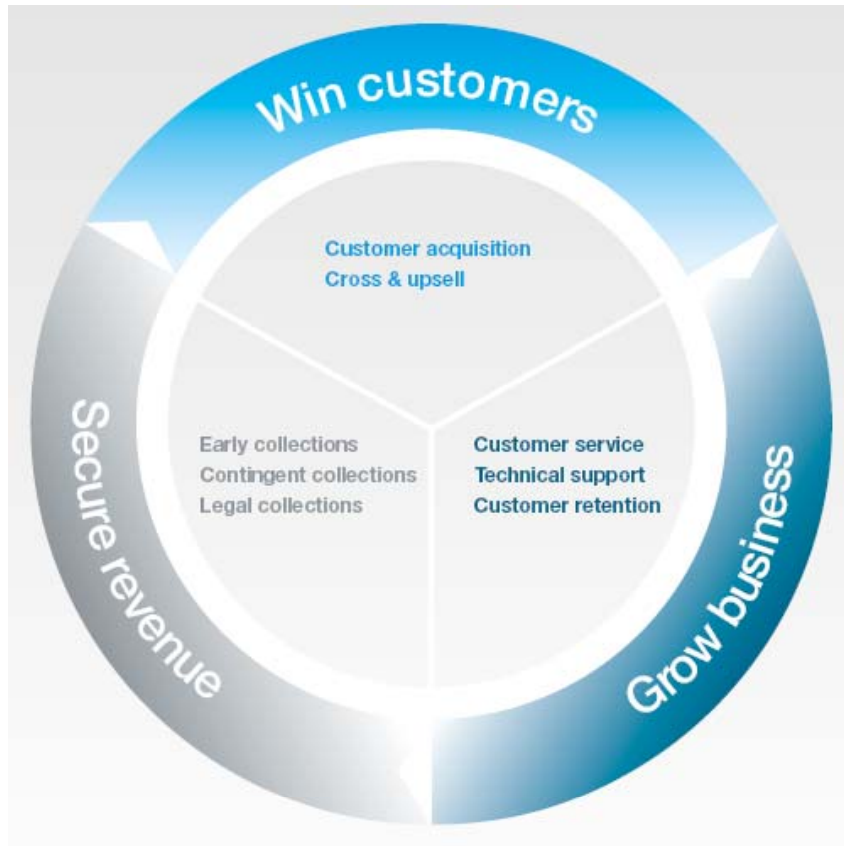 Win customers
Customer acquisition
Cross & upsell
Secure revenue
Early collections
Contingent collections
Legal collections
Customer service
Technical support
Customer retention
Grow business